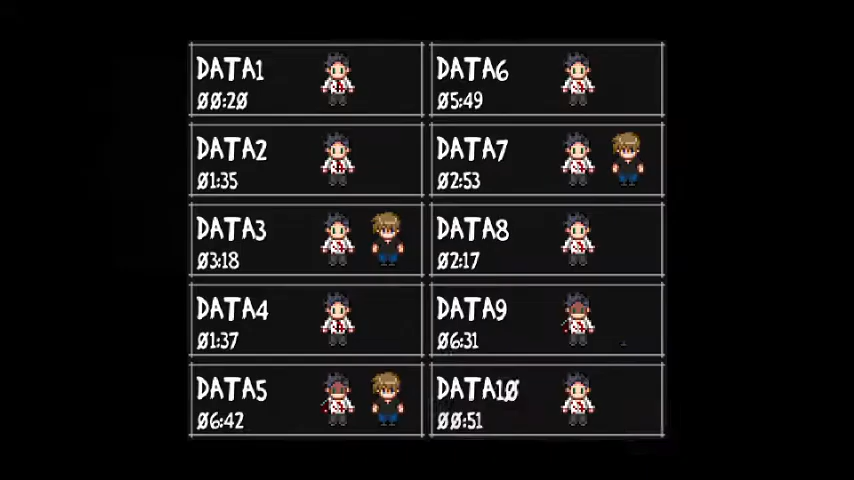 DATA1
00:20
DATA2
01:35
DATA3
03:18
DATA4
01:37
DATA5
06:42
DATA6
05:49
DATA7
02:53
DATA8
02:17
DATA9
06:31
DATA10
00:51